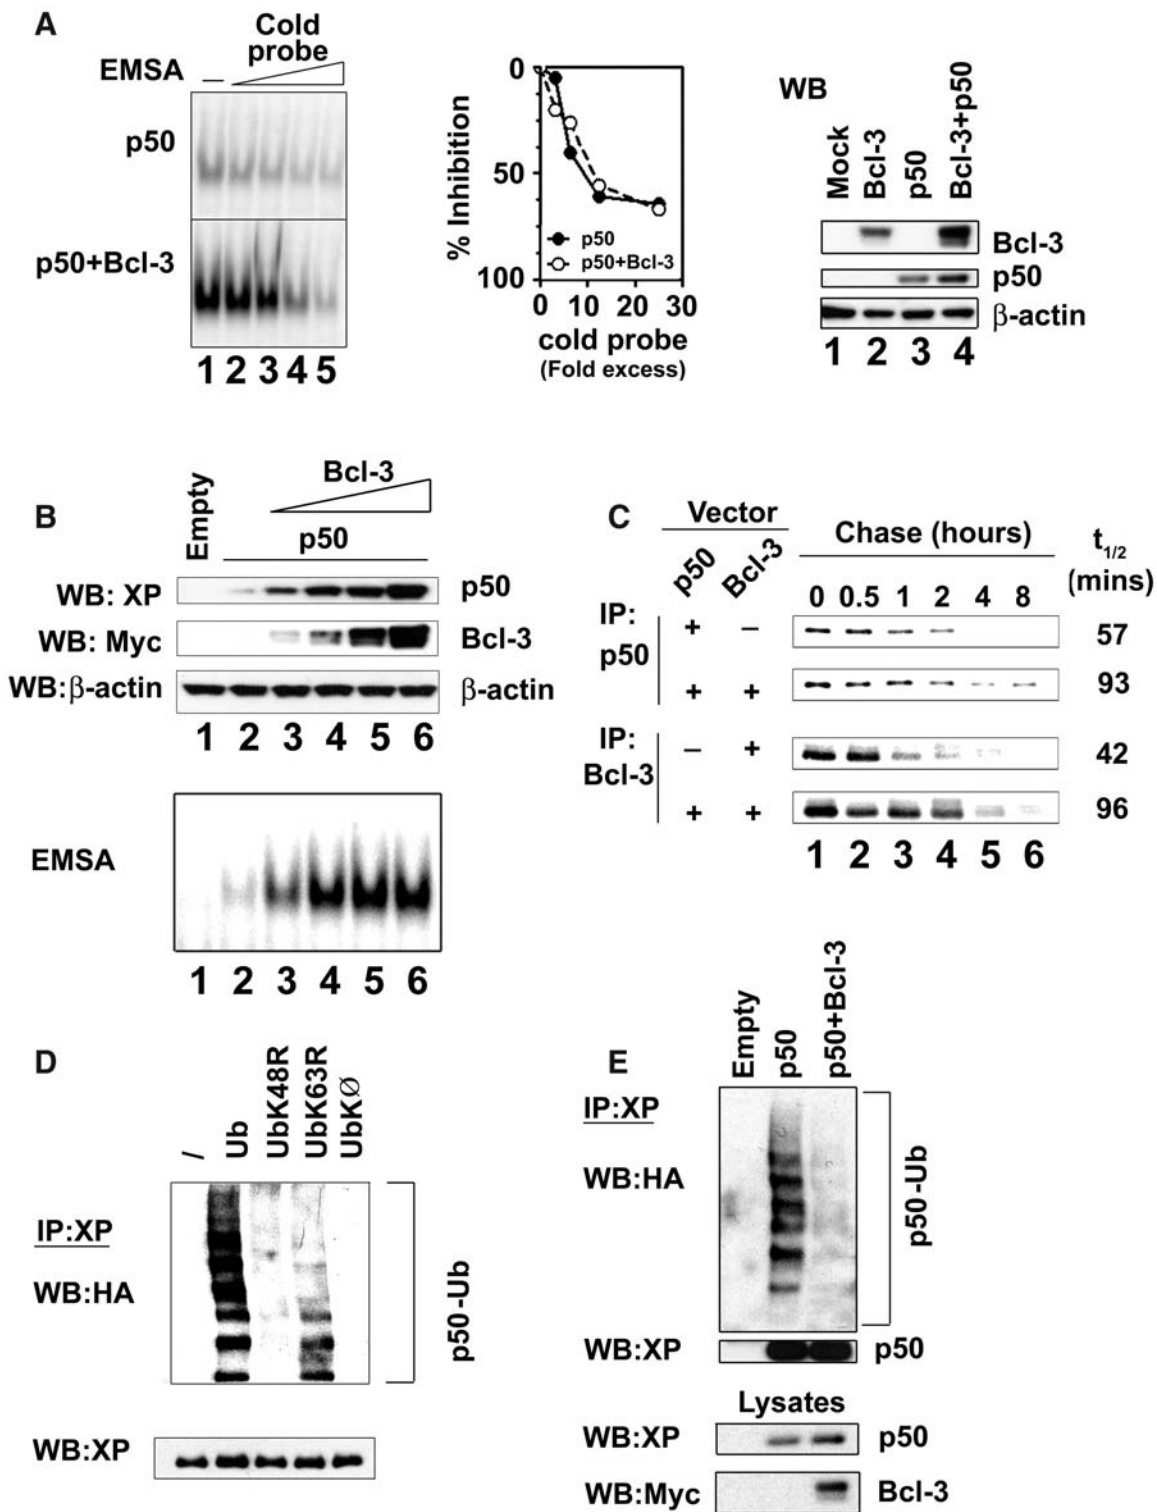 A
Cold
probe
EMSA
–
p50
p50+Bcl-3
1 2 3 4 5
% Inhibition
0
50
100
p50
p50+Bcl-3
0 10 20 30
cold probe
(Fold excess)
WB
Mock
Bcl-3
p50
Bcl-3+p50
Bcl-3
p50
β-actin
1 2 3 4
B
Empty
Bcl-3
p50
WB: XP
p50
WB: Myc
Bcl-3
WB:β-actin
β-actin
1 2 3 4 5 6
EMSA
1 2 3 4 5 6
C
Vector
p50
Bcl-3
Chase (hours)
t1/2
(mins)
0 0.5 1 2 4 8
IP:
p50
+ –
57
+ +
93
IP:
Bcl-3
– +
42
+ +
96
1 2 3 4 5 6
D
/
Ub
UbK48R
UbK63R
UbKØ
IP:XP
WB:HA
p50-Ub
WB:XP
E
Empty
p50
p50+Bcl-3
IP:XP
WB:HA
p50-Ub
WB:XP
p50
Lysates
WB:XP
p50
WB:Myc
Bcl-3